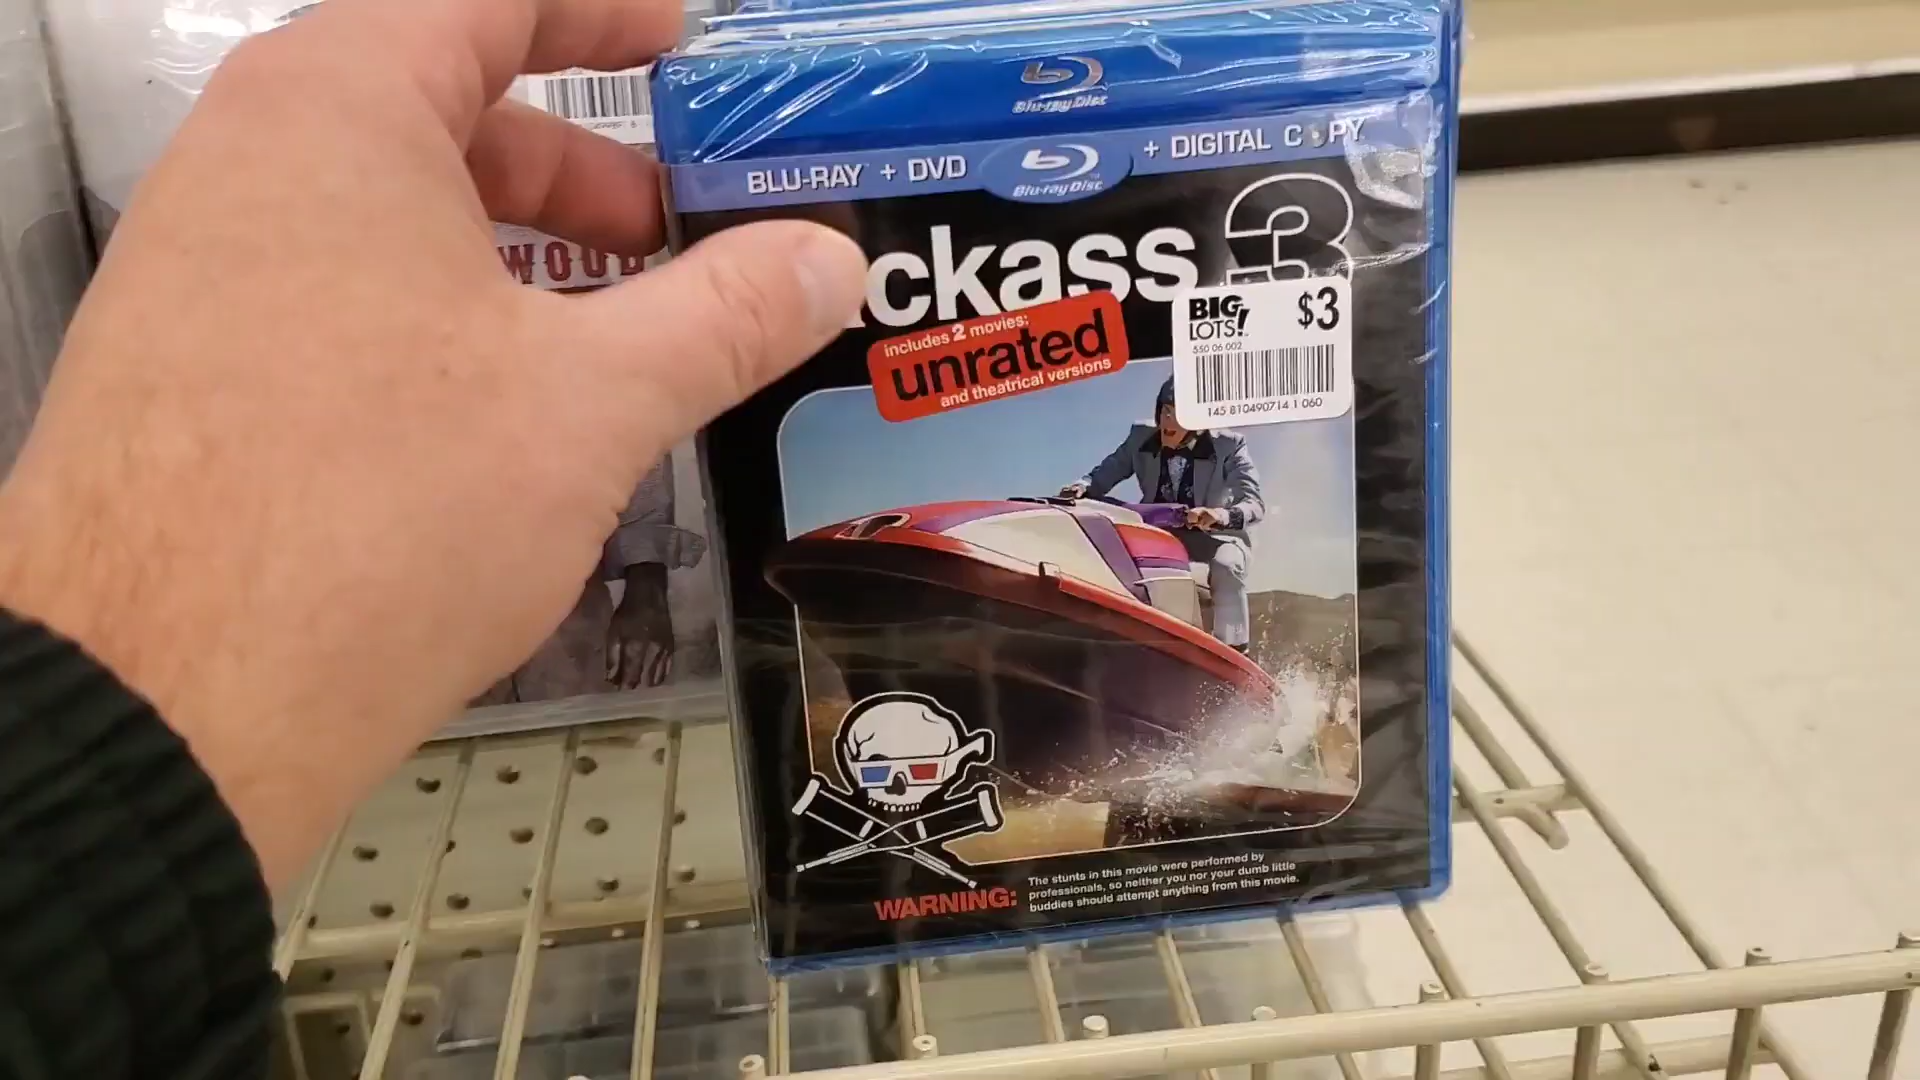 Blu-ray Disc
BLU-RAY + DVD
Blu-ray Disc
+ DIGITAL COPY
ckass 3
includes 2 movies:
unrated
and theatrical versions
BIG
LOTS!
$3
550 06 002
145 810490714 1 060
WOOD
WARNING:
The stunts in this movie were performed by
professionals, so neither you nor your dumb little
buddies should attempt anything from this movie.